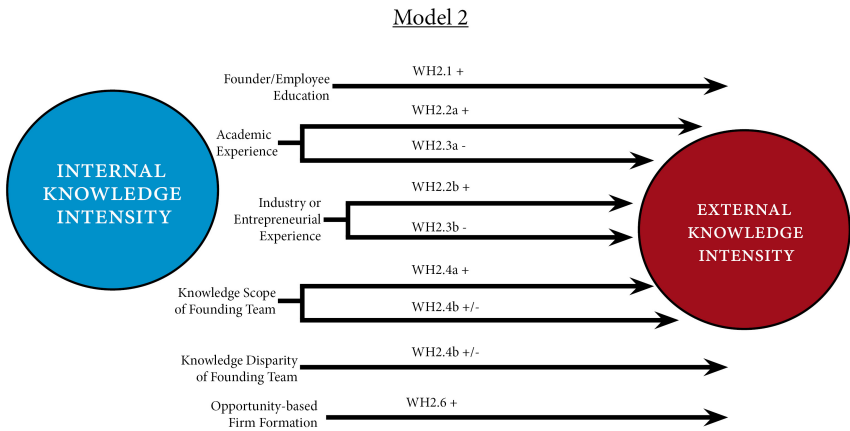 Model 2
Founder/Employee
Education
WH2.1 +
Academic
Experience
WH2.2a +
WH2.3a -
INTERNAL
KNOWLEDGE
INTENSITY
Industry or
Entrepreneurial
Experience
WH2.2b +
WH2.3b -
EXTERNAL
KNOWLEDGE
INTENSITY
Knowledge Scope
of Founding Team
WH2.4a +
WH2.4b +/-
Knowledge Disparity
of Founding Team
WH2.4b +/-
Opportunity-based
Firm Formation
WH2.6 +